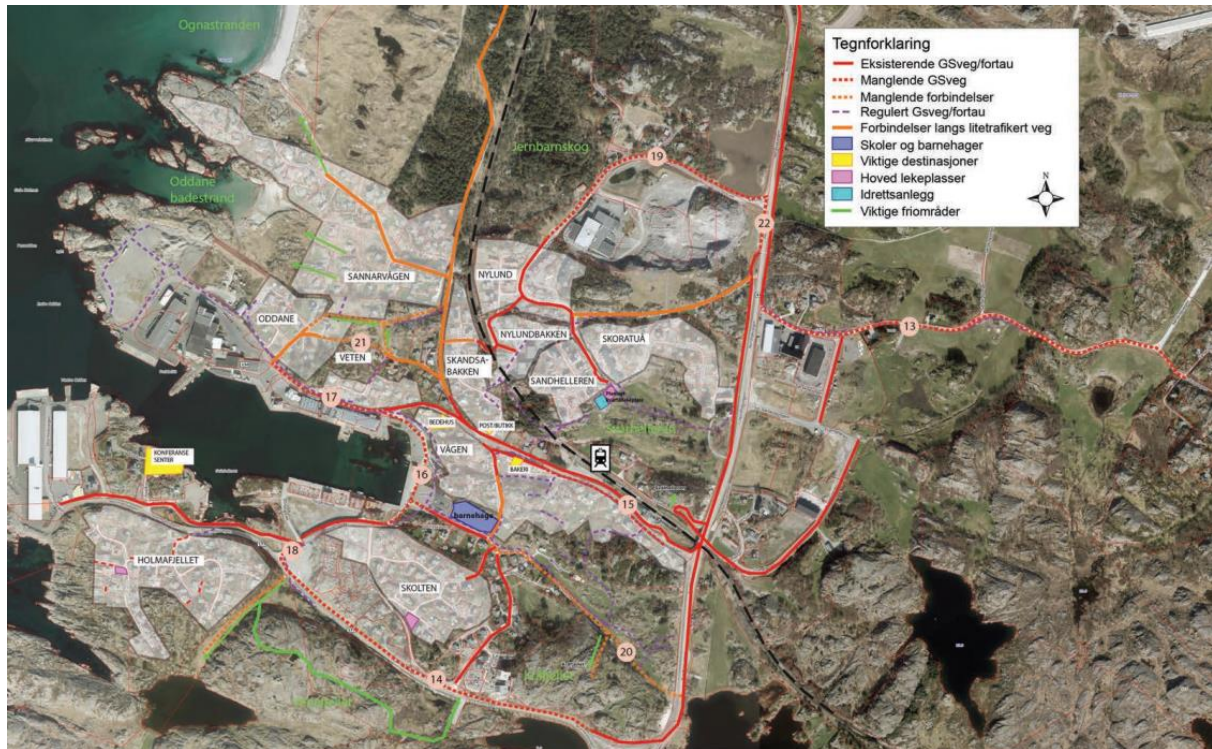 Ognastranden
Tegnforklaring
Eksisterende GSveg/fortau
Manglende GSveg
Manglende forbindelser
Regulert Gsveg/fortau
Forbindelser langs litetrafikert veg
Skoler og barnehager
Viktige destinasjoner
Hoved lekeplasser
Idrettsanlegg
Viktige friområder
N
Jernbarnskog
19
Oddane
badestrand
22
SANNARVÅGEN
NYLUND
ODDANE
13
21
VETEN
NYLUNDBAKKEN
SKORATUÅ
SKANDSA-
BAKKEN
SANDHELLEREN
17
BEDEHUS
POST/BUTIKK
VÅGEN
KONFERANSE
SENTER
BAKERI
16
15
barnehage
18
HOLMAFJELLET
SKOLTEN
20
14